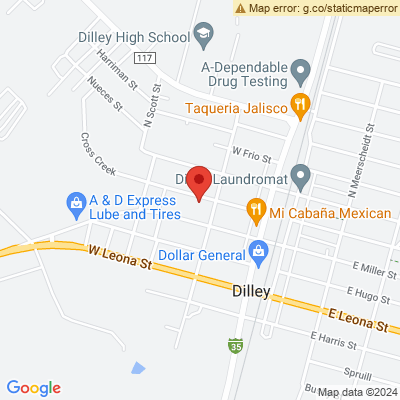 Map error: g.co/staticmaperror
Dilley High School
Harriman St
117
A-Dependable
Drug Testing
Nueces St
Taqueria Jalisco
N Scott St
W Frio St
N Meerscheidt St
Cross Creek
Laundromat
A & D Express
Lube and Tires
Mi Cabaña Mexican
W Leona St
Dollar General
E Miller St
Dilley
E Hugo St
E Leona St
E Harris St
35
Spruill
Bu
Google
Map data ©2024